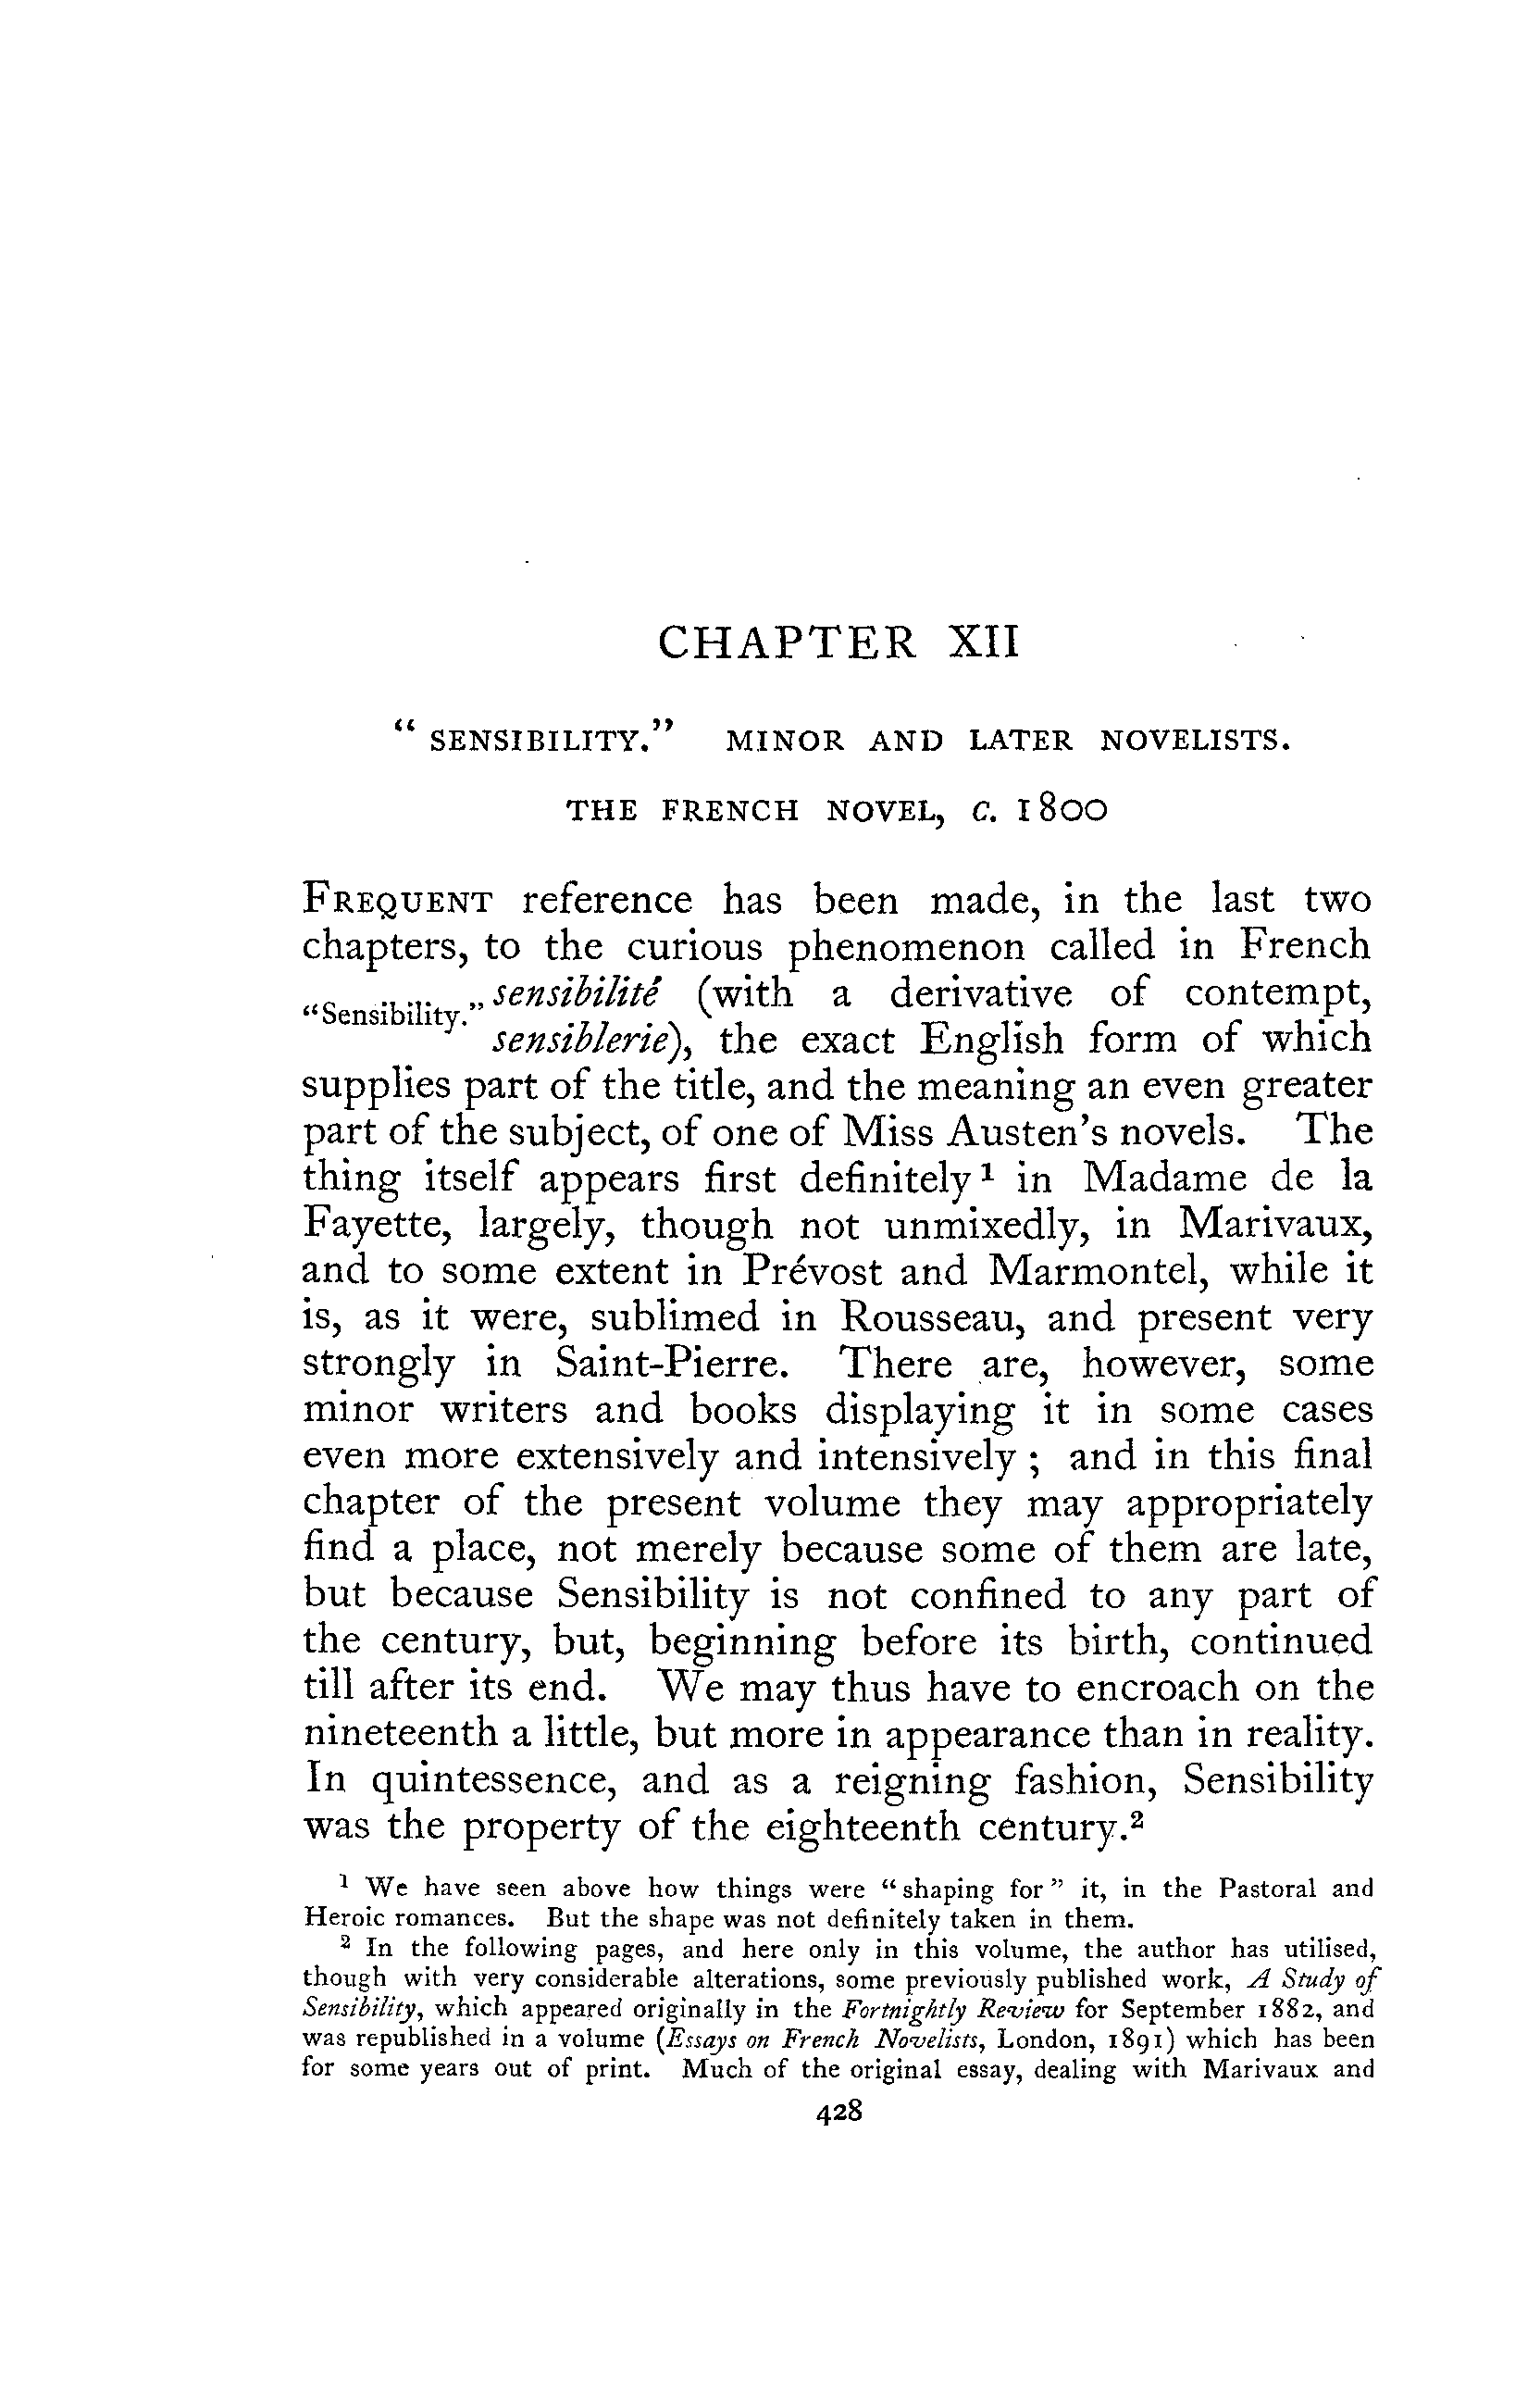 CHAPTER XII
“ SENSIBILITY.” MINOR AND LATER NOVELISTS.
THE FRENCH NOVEL, C. 1800
FREQUENT reference has been made, in the last two
chapters, to the curious phenomenon called in French
“Sensibility.” sensibilité (with a derivative of contempt,
sensiblerie), the exact English form of which
supplies part of the title, and the meaning an even greater
part of the subject, of one of Miss Austen's novels. The
thing itself appears first definitely ¹ in Madame de la
Fayette, largely, though not unmixedly, in Marivaux,
and to some extent in Prévost and Marmontel, while it
is, as it were, sublimed in Rousseau, and present very
strongly in Saint-Pierre. There are, however, some
minor writers and books displaying it in some cases
even more extensively and intensively ; and in this final
chapter of the present volume they may appropriately
find a place, not merely because some of them are late,
but because Sensibility is not confined to any part of
the century, but, beginning before its birth, continued
till after its end. We may thus have to encroach on the
nineteenth a little, but more in appearance than in reality.
In quintessence, and as a reigning fashion, Sensibility
was the property of the eighteenth century.²
¹ We have seen above how things were “shaping for” it, in the Pastoral and
Heroic romances. But the shape was not definitely taken in them.
² In the following pages, and here only in this volume, the author has utilised,
though with very considerable alterations, some previously published work, A Study of
Sensibility, which appeared originally in the Fortnightly Review for September 1882, and
was republished in a volume (Essays on French Novelists, London, 1891) which has been
for some years out of print. Much of the original essay, dealing with Marivaux and
428